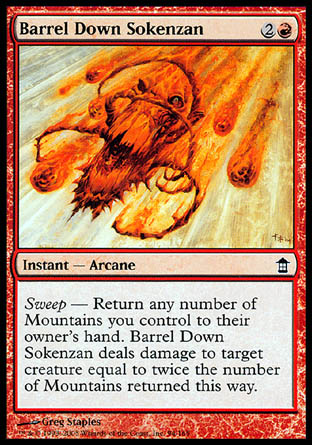 Barrel Down Sokenzan 2
Instant — Arcane
Sweep — Return any number of
Mountains you control to their
owner's hand. Barrel Down
Sokenzan deals damage to target
creature equal to twice the number
of Mountains returned this way.
Greg Staples